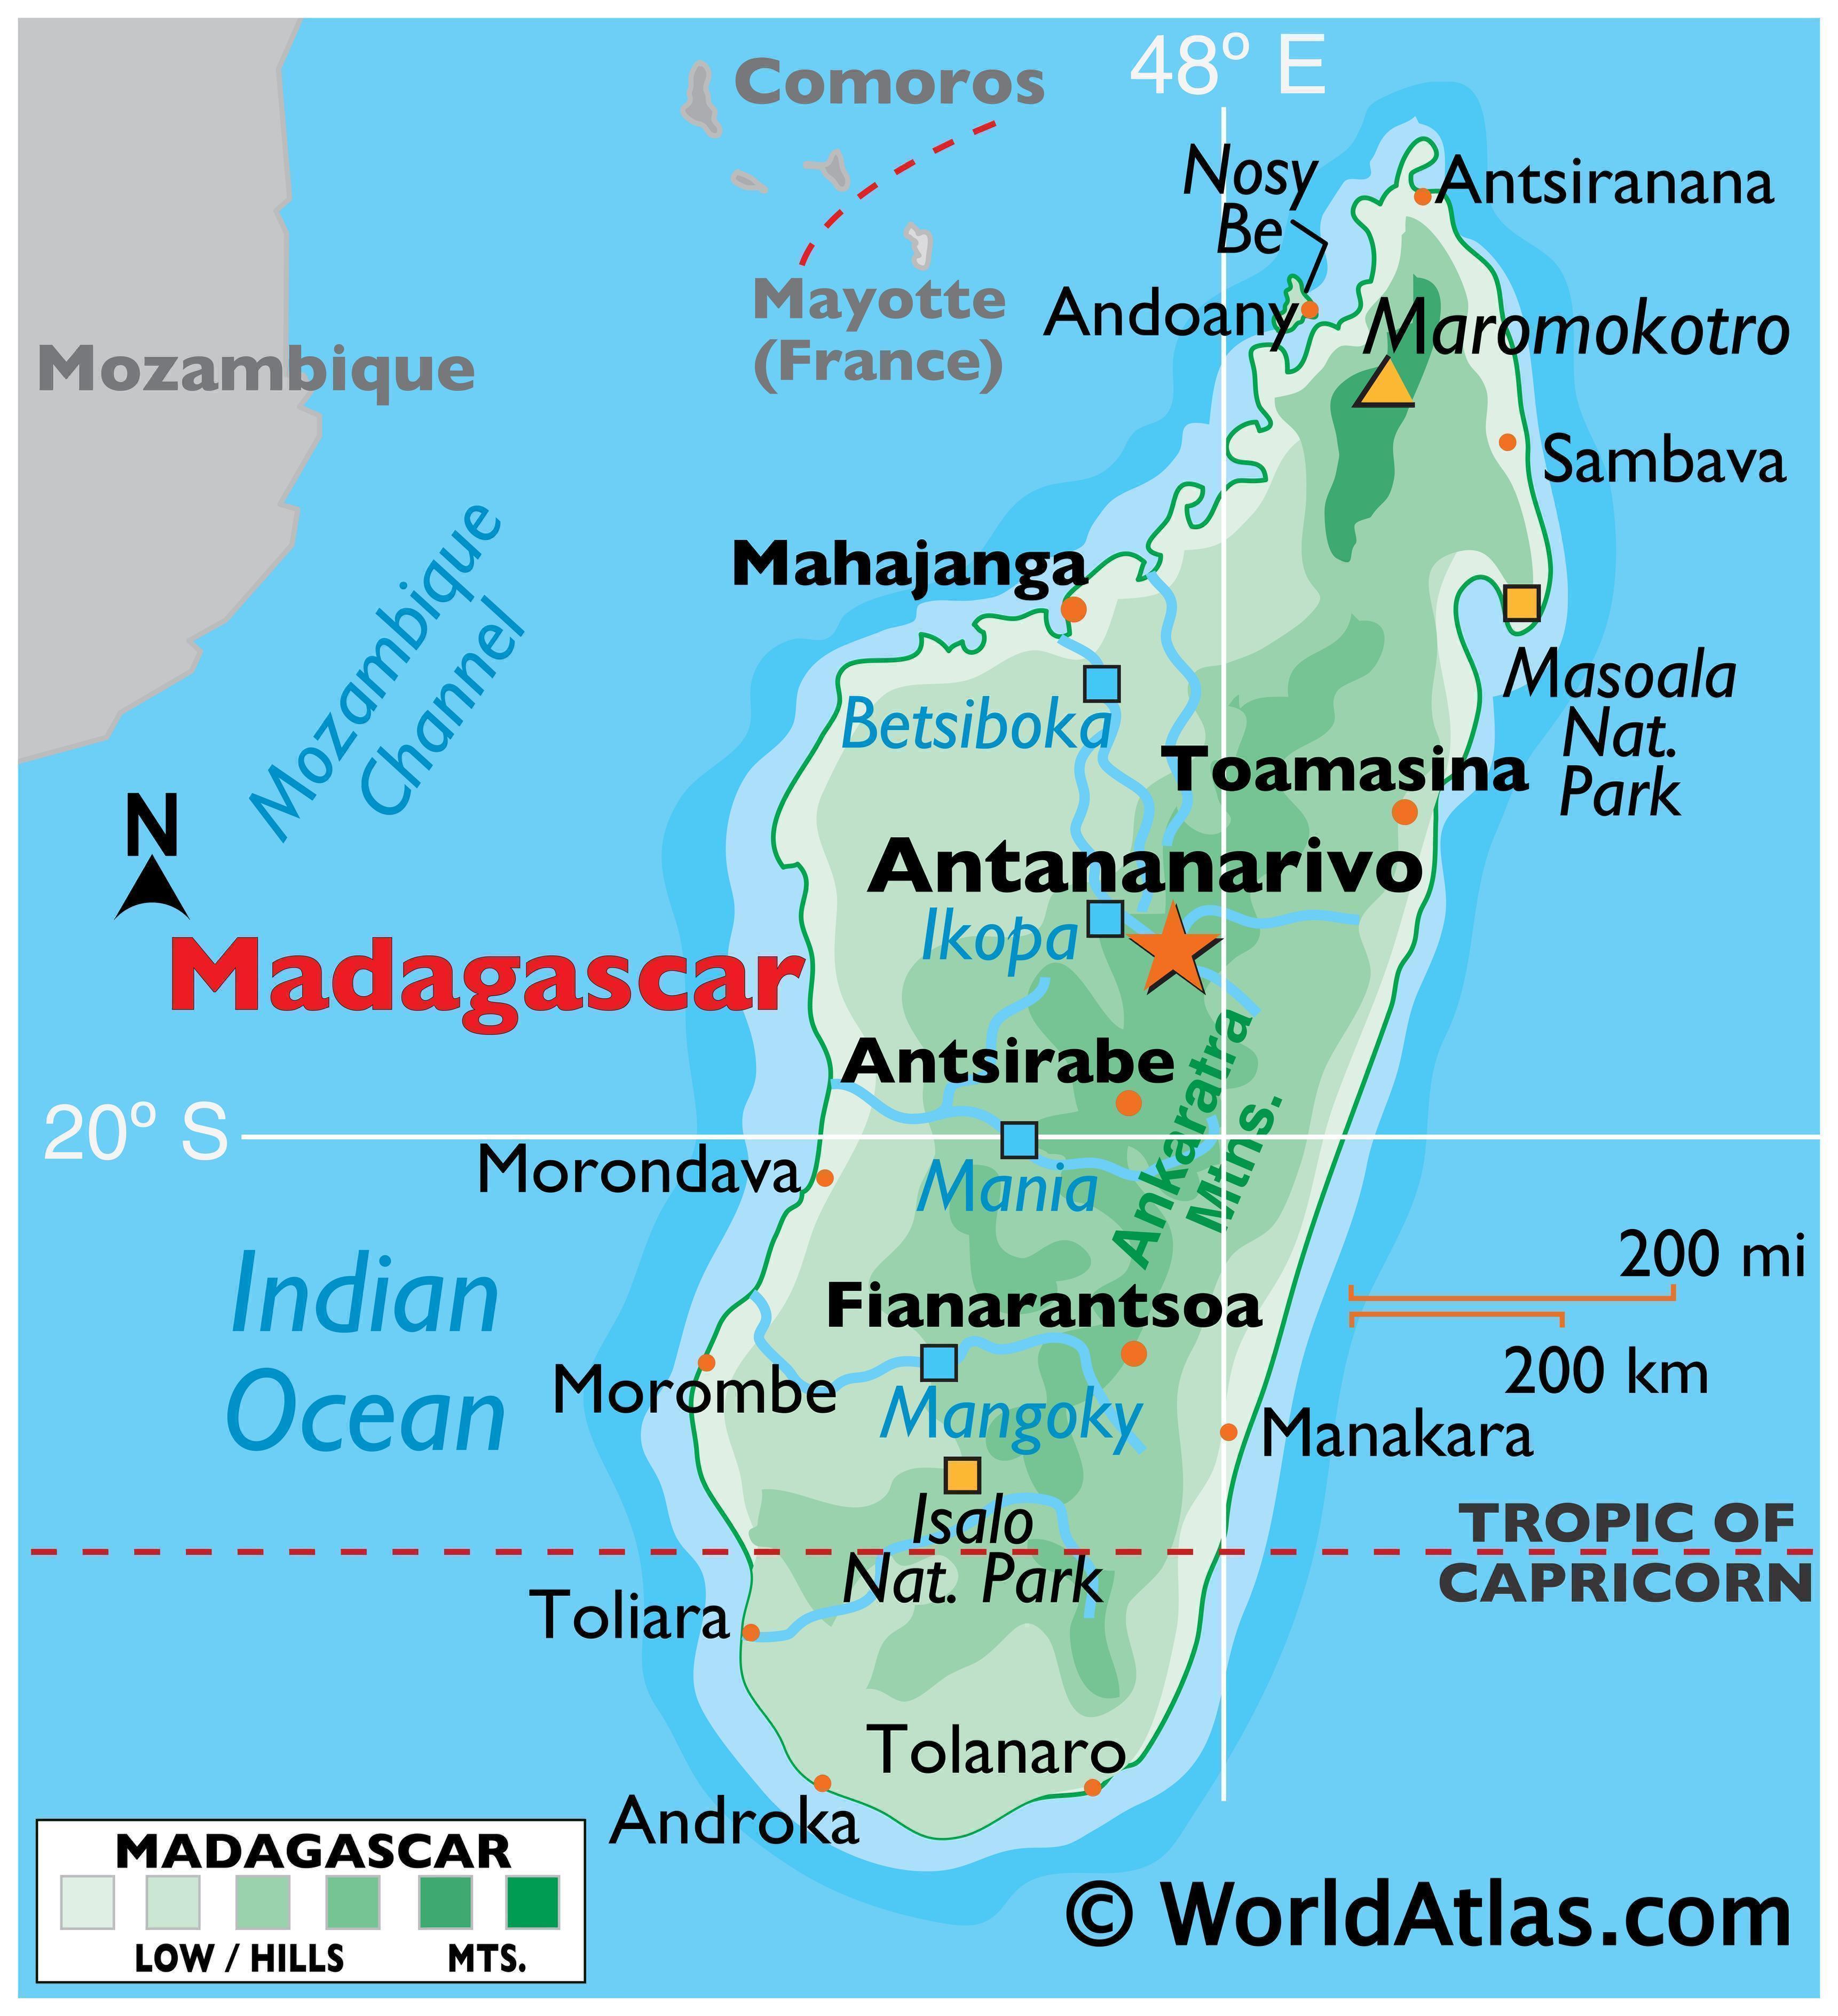 48º E
Comoros
Nosy
Be
Antsiranana
Mayotte
(France)
Andoany
Maromokotro
Mozambique
Sambava
Mozambique
Channel
Mahajanga
Masoala
Nat.
Park
Betsiboka
Toamasina
N
Antananarivo
Ikopa
Madagascar
Antsirabe
Ankaratra
Mtns.
20º S
Morondava
Mania
Indian
Ocean
200 mi
200 km
Fianarantsoa
Morombe
Mangoky
Manakara
Isalo
Nat. Park
TROPIC OF
CAPRICORN
Toliara
Tolanaro
Androka
MADAGASCAR
LOW / HILLS
MTS.
© WorldAtlas.com